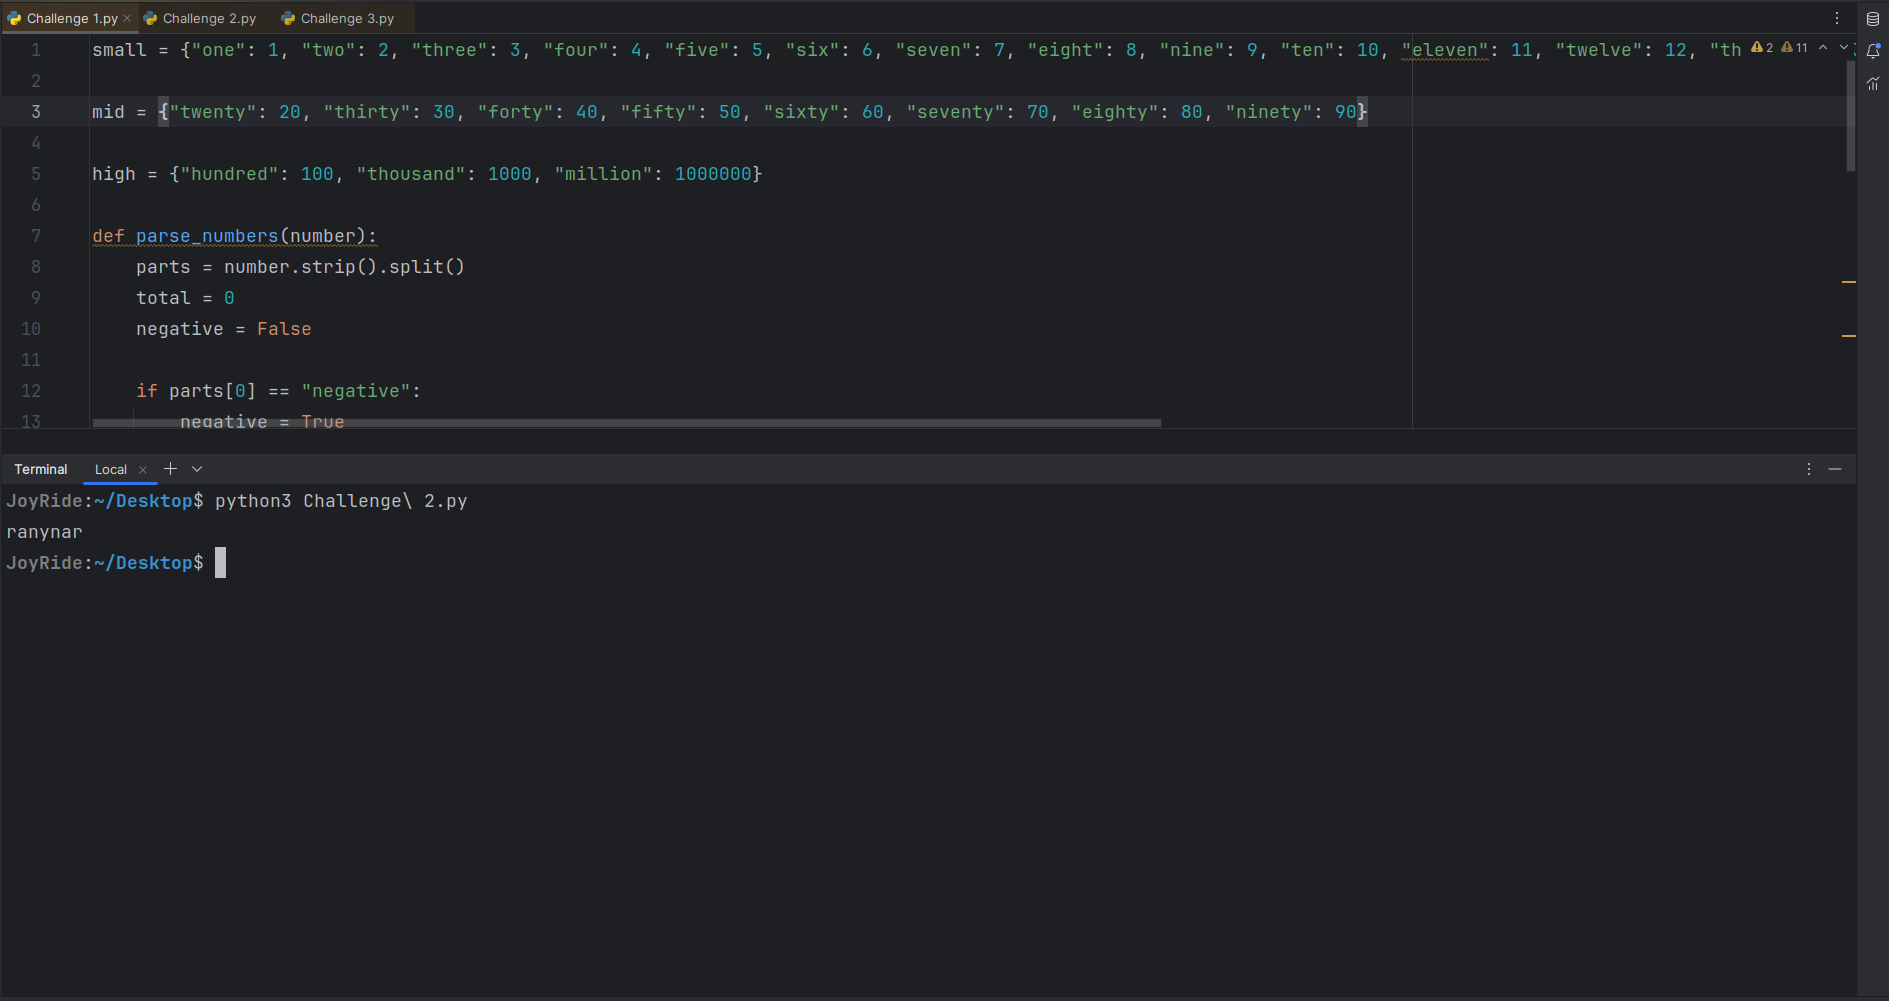 Challenge 1.py Challenge 2.py Challenge 3.py
1 small = {"one": 1, "two": 2, "three": 3, "four": 4, "five": 5, "six": 6, "seven": 7, "eight": 8, "nine": 9, "ten": 10, "eleven": 11, "twelve": 12, "th 2 11
2
3 mid = {"twenty": 20, "thirty": 30, "forty": 40, "fifty": 50, "sixty": 60, "seventy": 70, "eighty": 80, "ninety": 90}
4
5 high = {"hundred": 100, "thousand": 1000, "million": 1000000}
6
7 def parse_numbers(number):
8 parts = number.strip().split()
9 total = 0
10 negative = False
11
12 if parts[0] == "negative":
13 negative = True
Terminal Local
JoyRide:~/Desktop$ python3 Challenge\ 2.py
ranynar
JoyRide:~/Desktop$